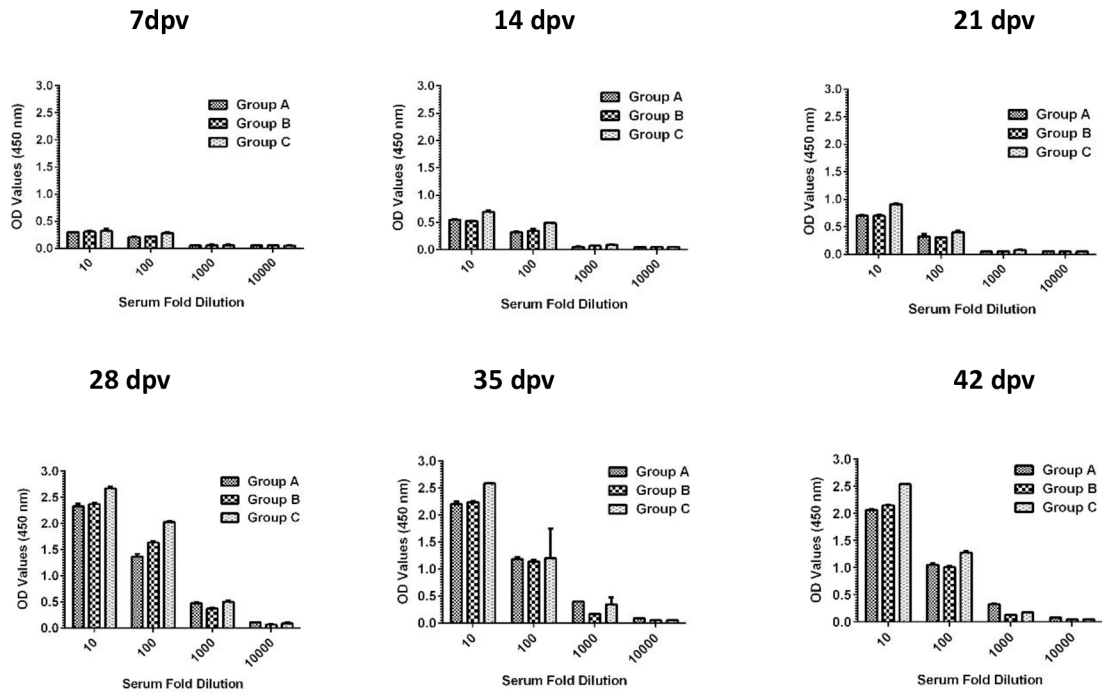 7dpv
14 dpv
21 dpv
OD Values (450 nm)
3.0
2.5
2.0
1.5
1.0
0.5
0.0
Group A
Group B
Group C
10
100
1000
10000
Serum Fold Dilution
OD Values (450 nm)
3.0
2.5
2.0
1.5
1.0
0.5
0.0
Group A
Group B
Group C
10
100
1000
10000
Serum Fold Dilution
OD Values (450 nm)
3.0
2.5
2.0
1.5
1.0
0.5
0.0
Group A
Group B
Group C
10
100
1000
10000
Serum Fold Dilution
28 dpv
35 dpv
42 dpv
OD Values (450 nm)
3.0
2.5
2.0
1.5
1.0
0.5
0.0
Group A
Group B
Group C
10
100
1000
10000
Serum Fold Dilution
OD Values (450 nm)
3.0
2.5
2.0
1.5
1.0
0.5
0.0
Group A
Group B
Group C
10
100
1000
10000
Serum Fold Dilution
OD Values (450 nm)
3.0
2.5
2.0
1.5
1.0
0.5
0.0
Group A
Group B
Group C
10
100
1000
10000
Serum Fold Dilution